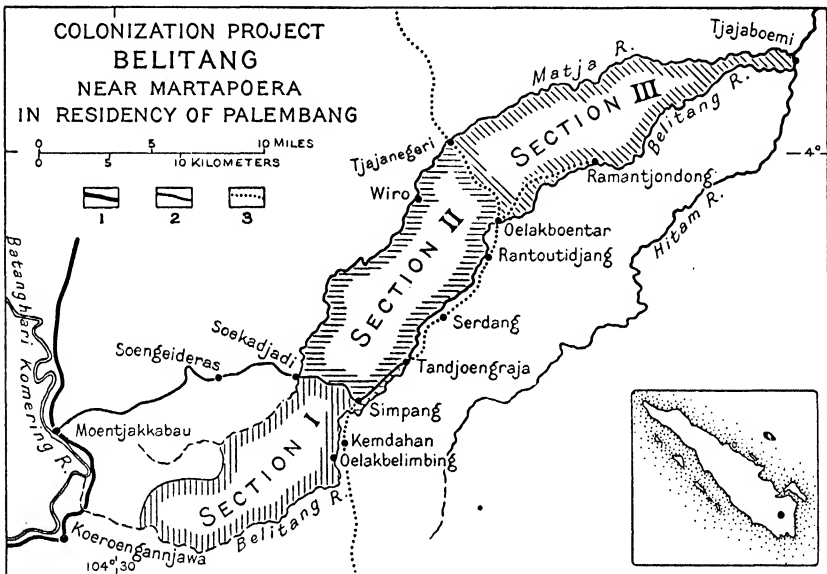 COLONIZATION PROJECT
BELITANG
NEAR MARTAPOERA
IN RESIDENCY OF PALEMBANG
0 5 10 MILES
0 5 10 KILOMETERS
1 2 3
Tjajaboemi
Matja R.
SECTION III
Belitang R.
4°
Tjajanegeri
Ramantjondong
Wiro
Oelakboentar
Hitam R.
SECTION II
Rantoutidjang
Batanghari Komering R.
Serdang
Soekadjadi
Soengeideras
Tandjoengraja
Simpang
Moentjakkabau
Kemdahan
SECTION I
Oelakbelimbing
Belitang R.
Koeroengannjawa
104°,30'